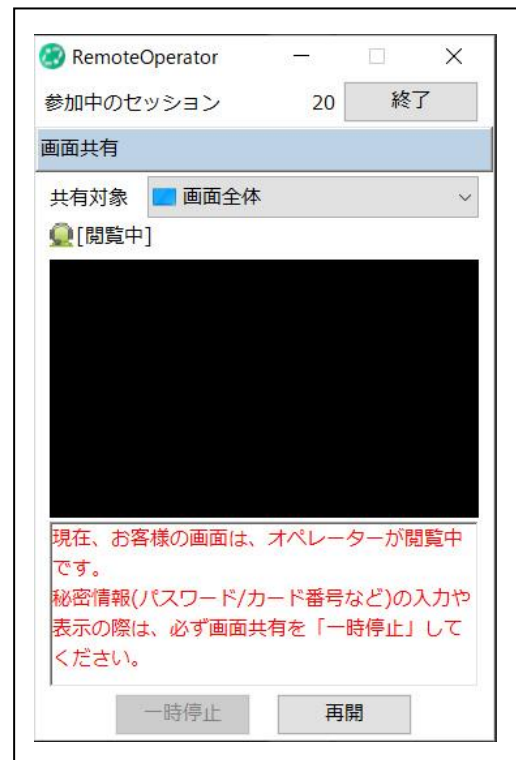 RemoteOperator
参加中のセッション 20 終了
画面共有
共有対象 画面全体
[閲覧中]
現在、お客様の画面は、オペレーターが閲覧中
です。
秘密情報(パスワード/カード番号など)の入力や
表示の際は、必ず画面共有を「一時停止」して
ください。
一時停止 再開